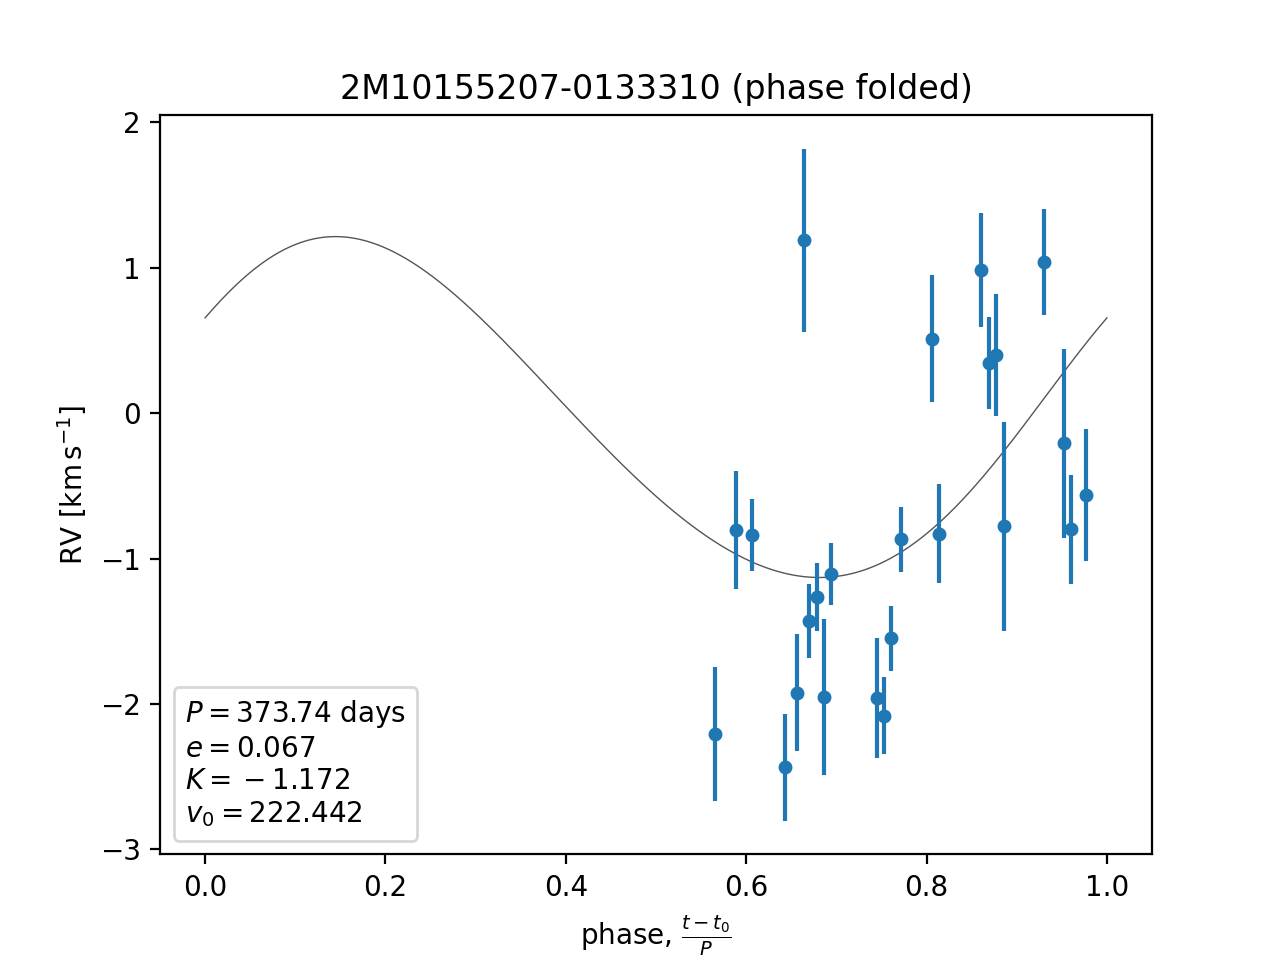 2M10155207-0133310 (phase folded)
RV [km s⁻¹]
2
1
0
−1
−2
−3
P = 373.74 days
e = 0.067
K = −1.172
v₀ = 222.442
0.0 0.2 0.4 0.6 0.8 1.0
phase, (t − t₀)/P